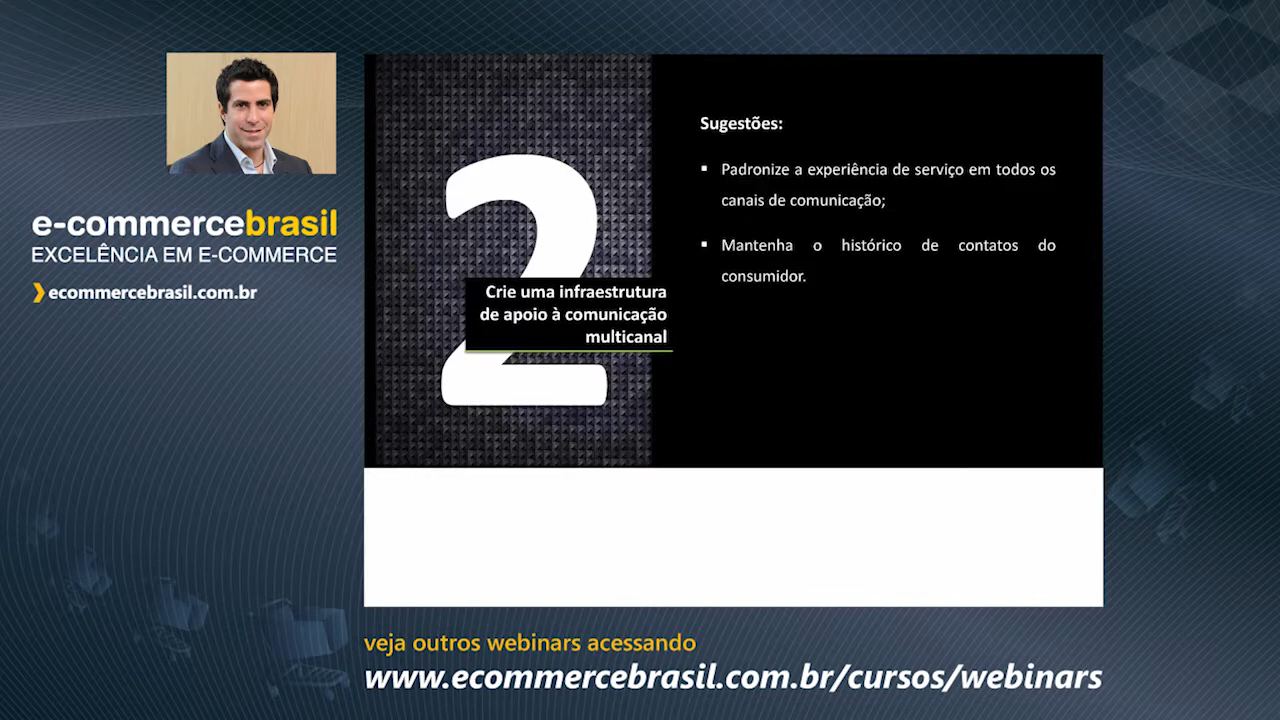 e-commercebrasil
EXCELÊNCIA EM E-COMMERCE
ecommercebrasil.com.br
2
Crie uma infraestrutura
de apoio à comunicação
multicanal
Sugestões:
▪ Padronize a experiência de serviço em todos os
canais de comunicação;
▪ Mantenha o histórico de contatos do
consumidor.
veja outros webinars acessando
www.ecommercebrasil.com.br/cursos/webinars